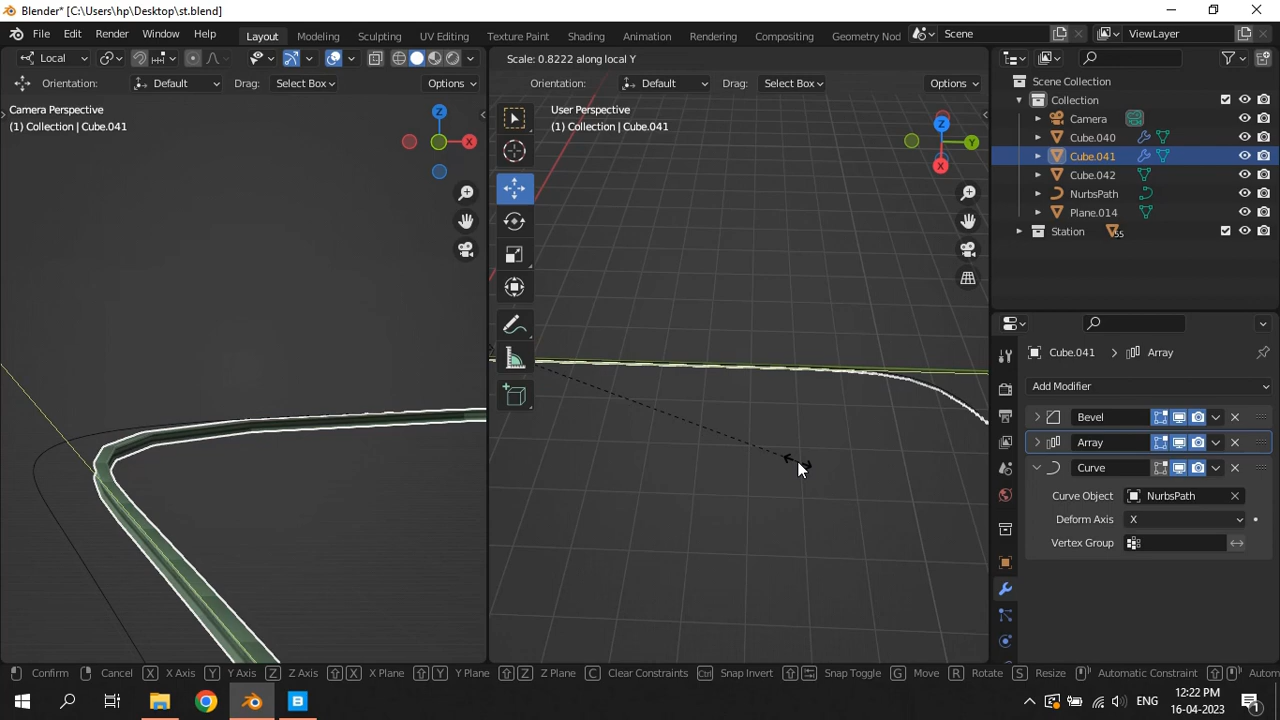 Blender* [C:\Users\hp\Desktop\st.blend]
File Edit Render Window Help Layout Modeling Sculpting UV Editing Texture Paint Shading Animation Rendering Compositing Geometry Nod Scene ViewLayer
Local Scale: 0.8222 along local Y
Orientation: Default Drag: Select Box Options Orientation: Default Drag: Select Box Options
Camera Perspective
(1) Collection | Cube.041
Z
X
User Perspective
(1) Collection | Cube.041
Z
Y
X
Scene Collection
Collection
Camera
Cube.040
Cube.041
Cube.042
NurbsPath
Plane.014
Station 55
Cube.041 Array
Add Modifier
Bevel
Array
Curve
Curve Object NurbsPath
Deform Axis X
Vertex Group
Confirm Cancel X X Axis Y Y Axis Z Z Axis X X Plane Y Y Plane Z Z Plane C Clear Constraints Ctrl Snap Invert Snap Toggle G Move R Rotate S Resize Automatic Constraint Autom
ENG
12:22 PM
16-04-2023
1